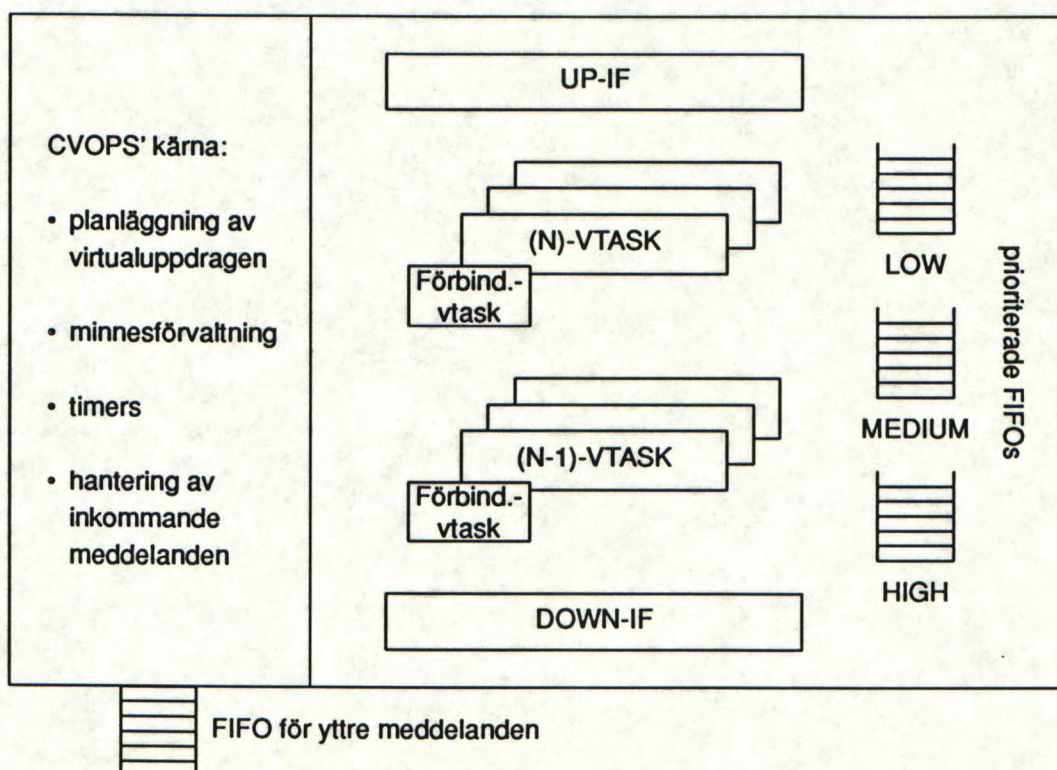 CVOPS' kärna:
• planläggning av
virtualuppdragen
• minnesförvaltning
• timers
• hantering av
inkommande
meddelanden
UP-IF
(N)-VTASK
Förbind.-
vtask
(N-1)-VTASK
Förbind.-
vtask
DOWN-IF
LOW
MEDIUM
HIGH
prioriterade FIFOs
FIFO för yttre meddelanden